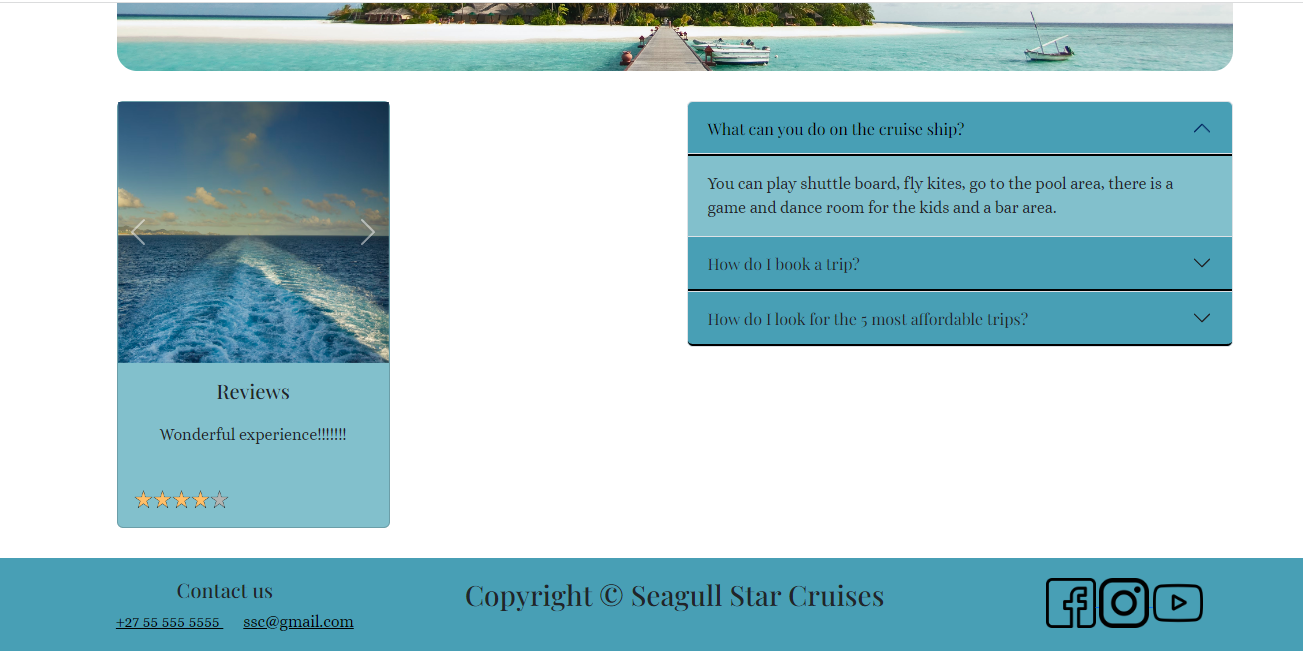 What can you do on the cruise ship?
You can play shuttle board, fly kites, go to the pool area, there is a
game and dance room for the kids and a bar area.
How do I book a trip?
How do I look for the 5 most affordable trips?
Reviews
Wonderful experience!!!!!!!
Contact us
+27 55 555 5555 ssc@gmail.com
Copyright © Seagull Star Cruises